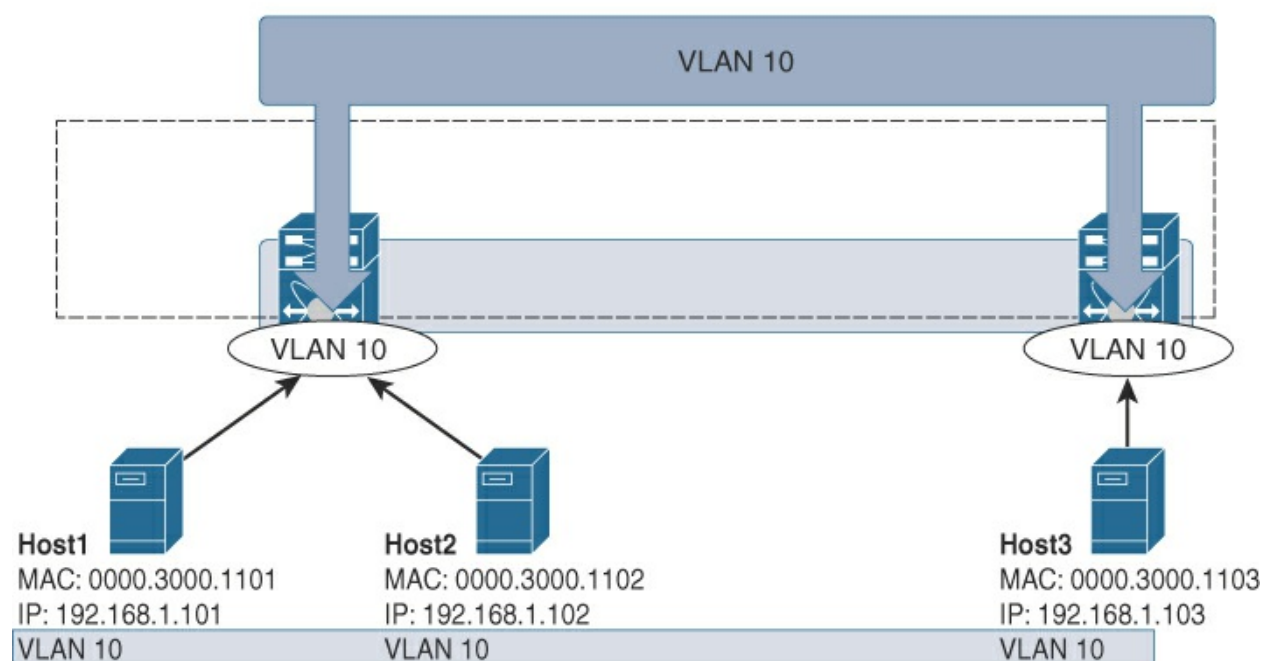 VLAN 10
VLAN 10
VLAN 10
Host1
MAC: 0000.3000.1101
IP: 192.168.1.101
VLAN 10
Host2
MAC: 0000.3000.1102
IP: 192.168.1.102
VLAN 10
Host3
MAC: 0000.3000.1103
IP: 192.168.1.103
VLAN 10